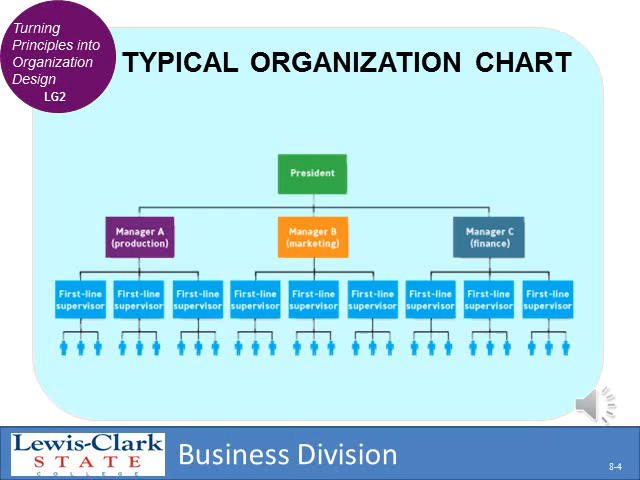 Turning
Principles into
Organization
Design
LG2
TYPICAL ORGANIZATION CHART
President
Manager A
(production)
Manager B
(marketing)
Manager C
(finance)
First-line
supervisor
First-line
supervisor
First-line
supervisor
First-line
supervisor
First-line
supervisor
First-line
supervisor
First-line
supervisor
First-line
supervisor
First-line
supervisor
Lewis-Clark
STATE
COLLEGE
Business Division
8-4